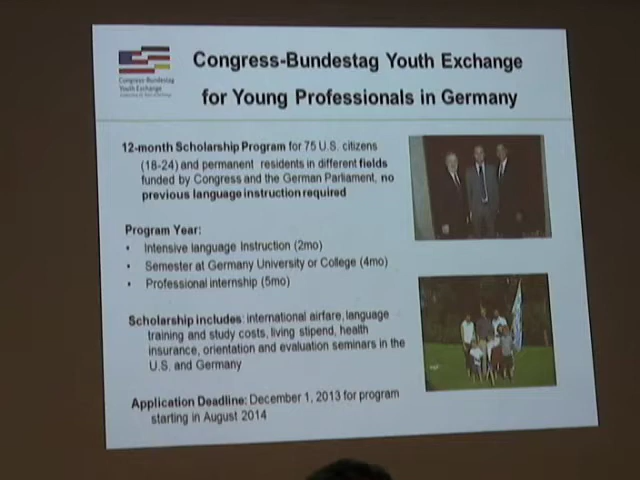 Congress-Bundestag Youth Exchange
for Young Professionals in Germany
Congress-Bundestag
Youth Exchange
12-month Scholarship Program for 75 U.S. citizens
(18-24) and permanent residents in different fields
funded by Congress and the German Parliament, no
previous language instruction required
Program Year:
• Intensive language Instruction (2mo)
• Semester at Germany University or College (4mo)
• Professional internship (5mo)
Scholarship includes: international airfare, language
training and study costs, living stipend, health
insurance, orientation and evaluation seminars in the
U.S. and Germany
Application Deadline: December 1, 2013 for program
starting in August 2014